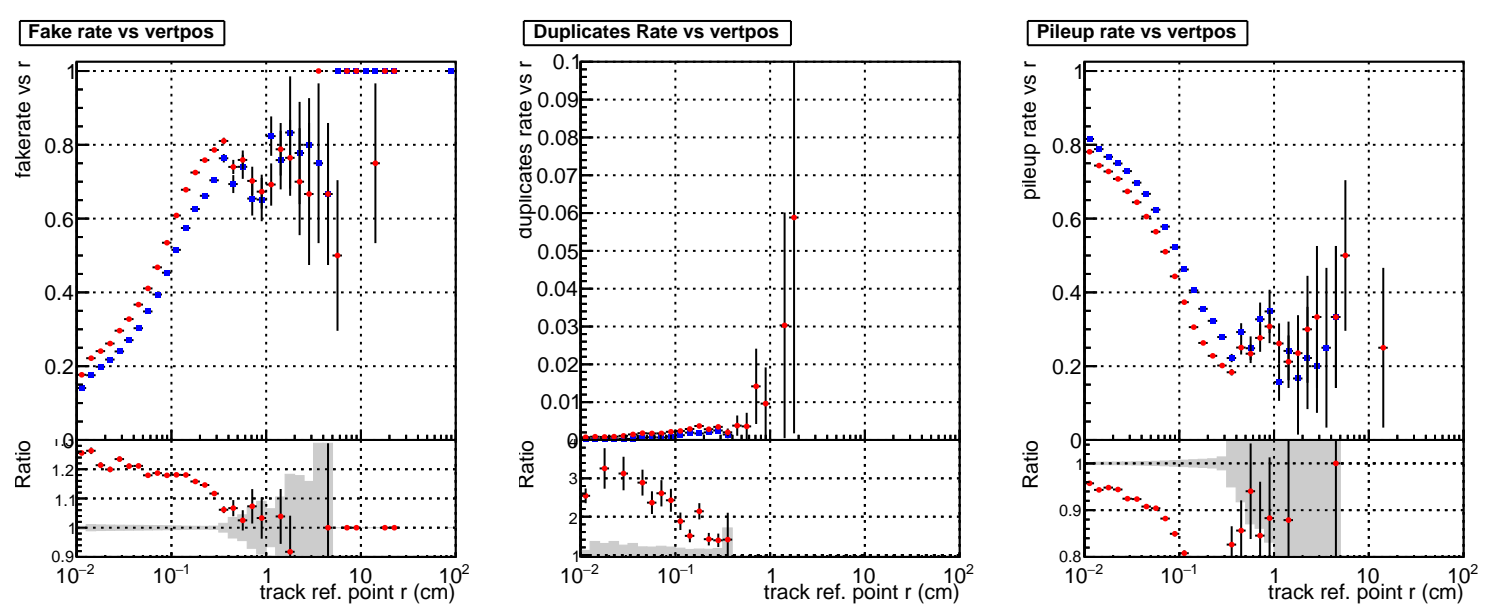 Fake rate vs vertpos
fakerate vs r
1
0.8
0.6
0.4
0.2
0
Ratio
1.2
1.1
1
0.9
10−2 10−1 1 10 102
track ref. point r (cm)
Duplicates Rate vs vertpos
duplicates rate vs r
0.1
0.09
0.08
0.07
0.06
0.05
0.04
0.03
0.02
0.01
0
Ratio
3
2
1
10−2 10−1 1 10 102
track ref. point r (cm)
Pileup rate vs vertpos
pileup rate vs r
1
0.8
0.6
0.4
0.2
0
Ratio
1
0.9
0.8
10−2 10−1 1 10 102
track ref. point r (cm)